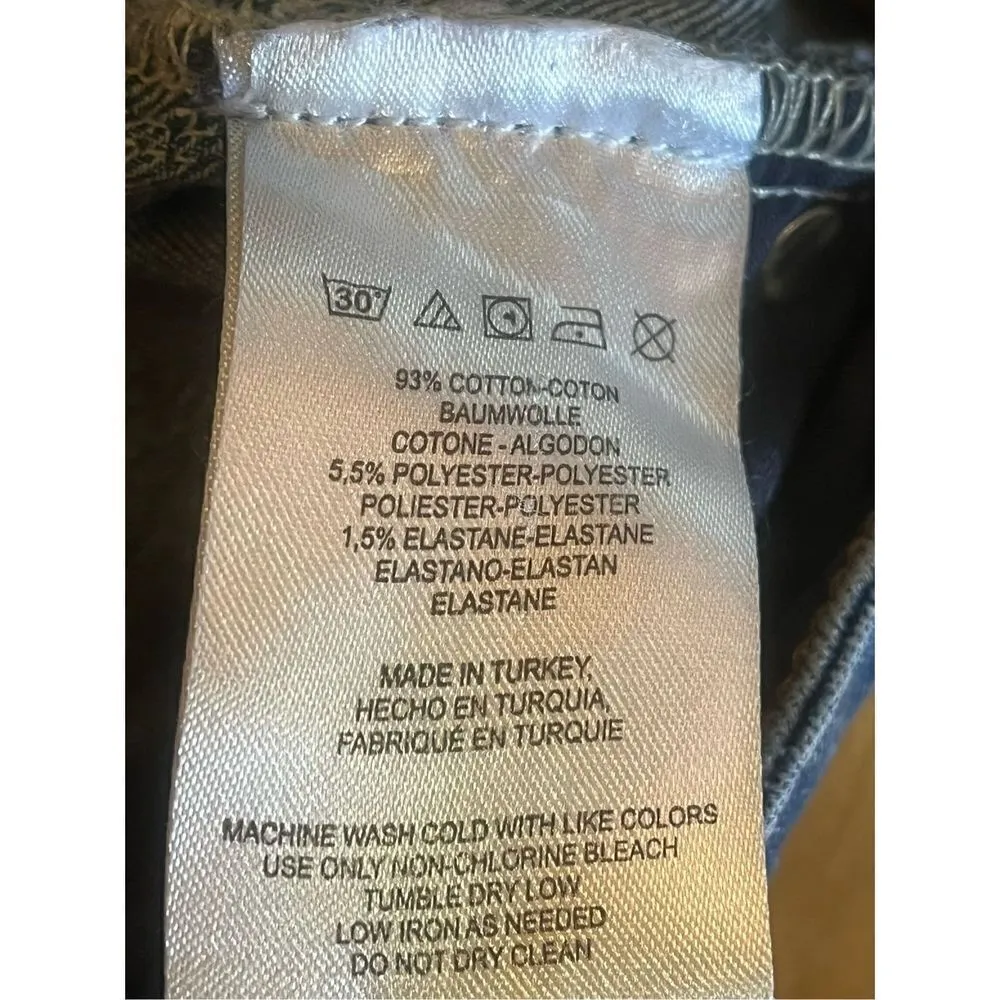 30°
93% COTTON-COTON
BAUMWOLLE
COTONE - ALGODON
5,5% POLYESTER-POLYESTER
POLIESTER-POLYESTER
1,5% ELASTANE-ELASTANE
ELASTANO-ELASTAN
ELASTANE
MADE IN TURKEY,
HECHO EN TURQUIA,
FABRIQUÉ EN TURQUIE
MACHINE WASH COLD WITH LIKE COLORS
USE ONLY NON-CHLORINE BLEACH
TUMBLE DRY LOW
LOW IRON AS NEEDED
DO NOT DRY CLEAN